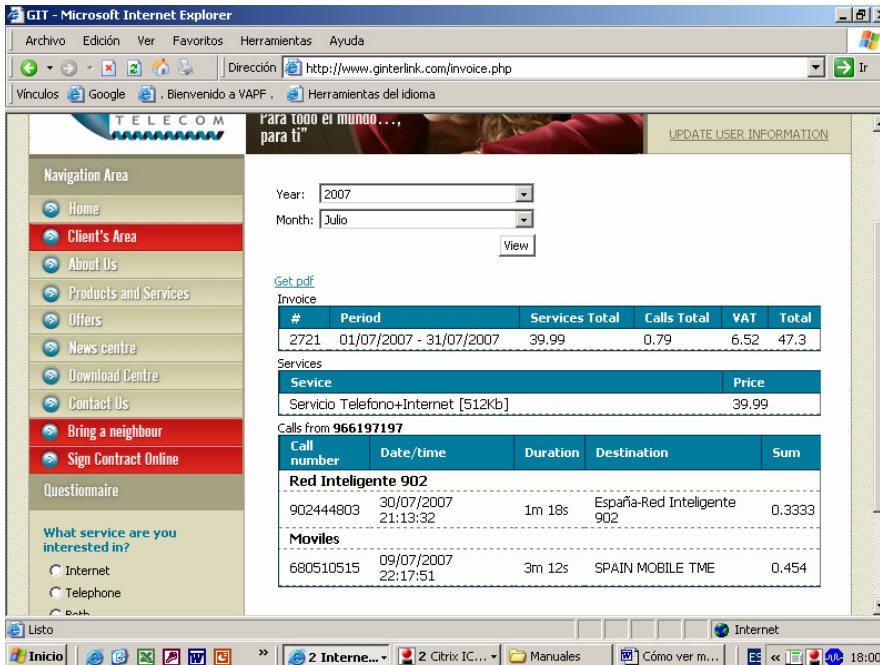 GIT - Microsoft Internet Explorer
Archivo Edición Ver Favoritos Herramientas Ayuda
Dirección http://www.ginterlink.com/invoice.php Ir
Vínculos Google . Bienvenido a VAPF . Herramientas del idioma
TELECOM
Para todo el mundo...,
para ti"
UPDATE USER INFORMATION
Navigation Area
Home
Client's Area
About Us
Products and Services
Offers
News centre
Download Centre
Contact Us
Bring a neighbour
Sign Contract Online
Questionnaire
What service are you
interested in?
Internet
Telephone
Both
Year: 2007
Month: Julio
View
Get pdf
Invoice
# Period Services Total Calls Total VAT Total
2721 01/07/2007 - 31/07/2007 39.99 0.79 6.52 47.3
Services
Sevice Price
Servicio Telefono+Internet [512Kb] 39.99
Calls from 966197197
Call
number Date/time Duration Destination Sum
Red Inteligente 902
902444803 30/07/2007
21:13:32 1m 18s España-Red Inteligente
902 0.3333
Moviles
680510515 09/07/2007
22:17:51 3m 12s SPAIN MOBILE TME 0.454
Listo Internet
Inicio » 2 Interne... 2 Citrix IC... Manuales Cómo ver m... ES « 18:00